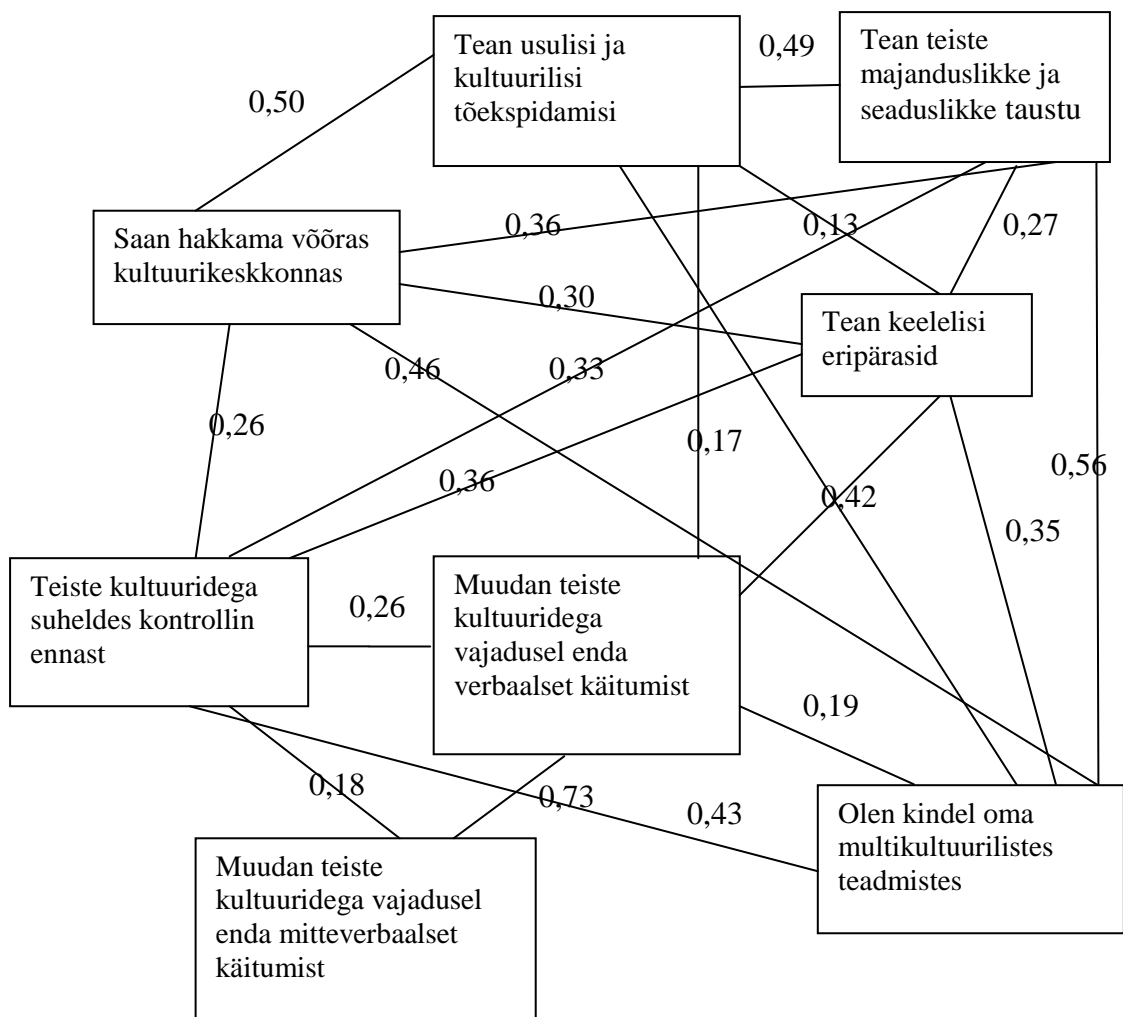 Tean usulisi ja
kultuurilisi
tõekspidamisi
0,49
Tean teiste
majanduslikke ja
seaduslikke taustu
0,50
Saan hakkama võõras
kultuurikeskkonnas
0,36
0,13
0,27
0,30
Tean keelelisi
eripärasid
0,46
0,33
0,26
0,17
0,56
0,36
0,42
0,35
Teiste kultuuridega
suheldes kontrollin
ennast
0,26
Muudan teiste
kultuuridega
vajadusel enda
verbaalset käitumist
0,19
0,18
0,73
0,43
Olen kindel oma
multikultuurilistes
teadmistes
Muudan teiste
kultuuridega vajadusel
enda mitteverbaalset
käitumist